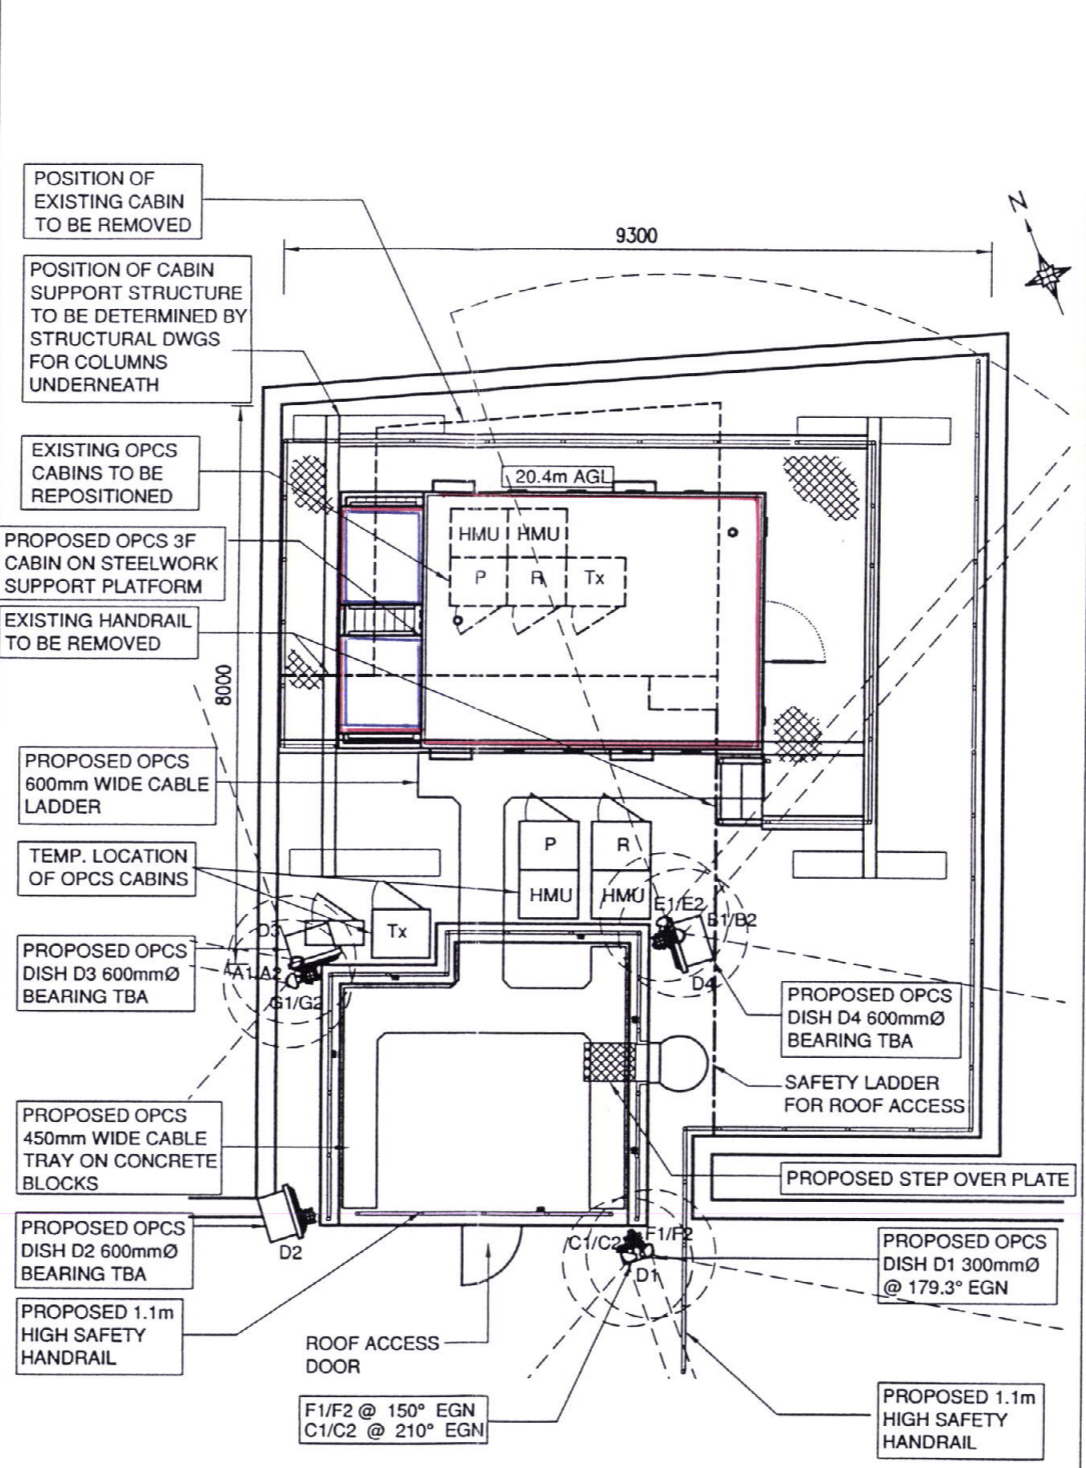 POSITION OF
EXISTING CABIN
TO BE REMOVED
N
9300
POSITION OF CABIN
SUPPORT STRUCTURE
TO BE DETERMINED BY
STRUCTURAL DWGS
FOR COLUMNS
UNDERNEATH
EXISTING OPCS
CABINS TO BE
REPOSITIONED
20.4m AGL
HMU
HMU
P
R
Tx
PROPOSED OPCS 3F
CABIN ON STEELWORK
SUPPORT PLATFORM
EXISTING HANDRAIL
TO BE REMOVED
8000
PROPOSED OPCS
600mm WIDE CABLE
LADDER
TEMP. LOCATION
OF OPCS CABINS
P
R
HMU
HMU
Tx
E1/E2
B1/B2
D4
D3
A1/A2
G1/G2
PROPOSED OPCS
DISH D3 600mmØ
BEARING TBA
PROPOSED OPCS
DISH D4 600mmØ
BEARING TBA
SAFETY LADDER
FOR ROOF ACCESS
PROPOSED OPCS
450mm WIDE CABLE
TRAY ON CONCRETE
BLOCKS
PROPOSED STEP OVER PLATE
PROPOSED OPCS
DISH D2 600mmØ
BEARING TBA
D2
C1/C2
F1/F2
D1
PROPOSED OPCS
DISH D1 300mmØ
@ 179.3° EGN
PROPOSED 1.1m
HIGH SAFETY
HANDRAIL
ROOF ACCESS
DOOR
F1/F2 @ 150° EGN
C1/C2 @ 210° EGN
PROPOSED 1.1m
HIGH SAFETY
HANDRAIL